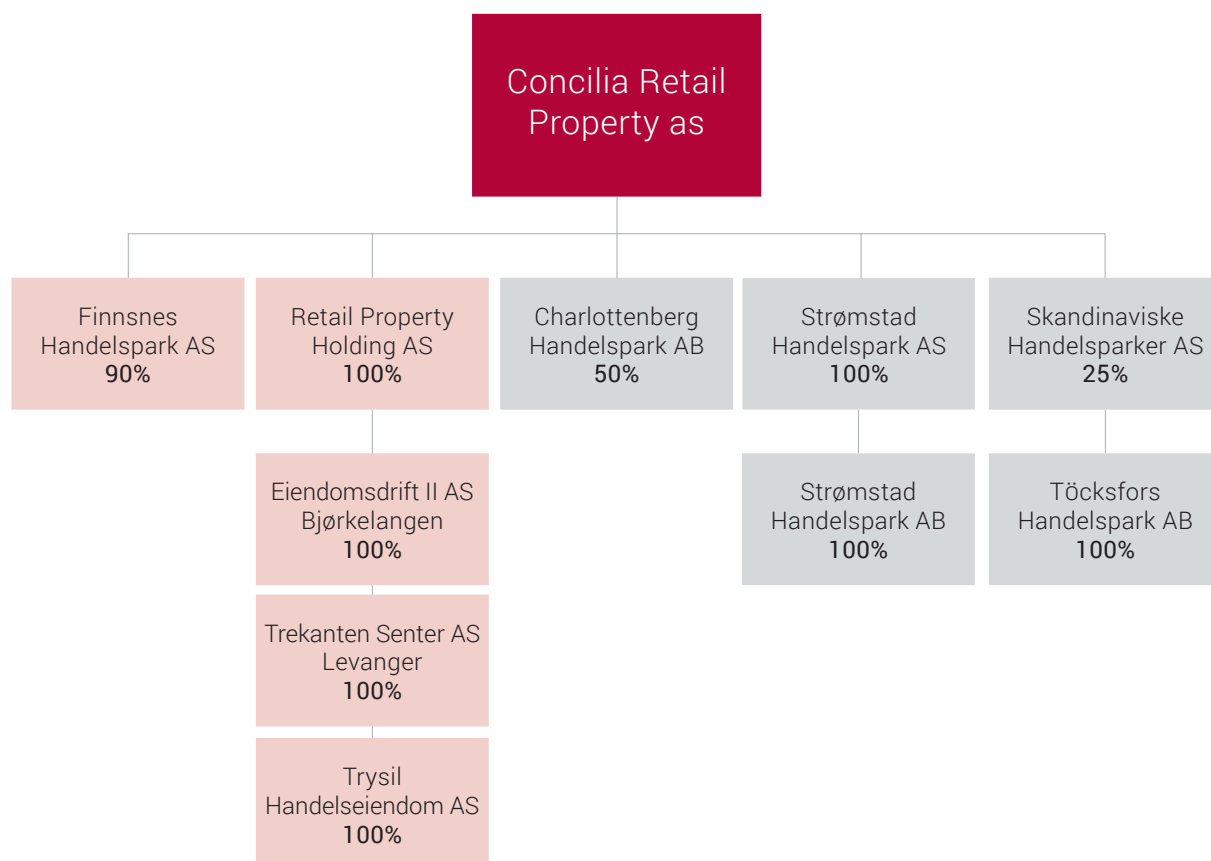 Concilia Retail
Property as
Finnsnes
Handelspark AS
90%
Retail Property
Holding AS
100%
Charlottenberg
Handelspark AB
50%
Strømstad
Handelspark AS
100%
Skandinaviske
Handelsparker AS
25%
Eiendomsdrift II AS
Bjørkelangen
100%
Strømstad
Handelspark AB
100%
Töcksfors
Handelspark AB
100%
Trekanten Senter AS
Levanger
100%
Trysil
Handelseiendom AS
100%